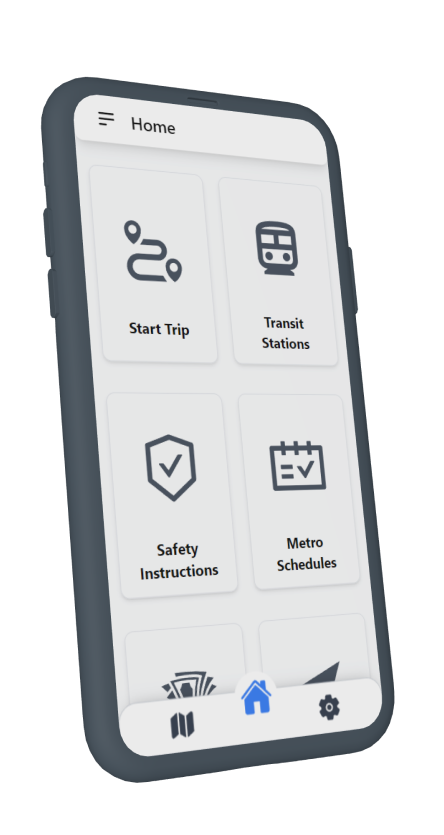 Home
Start Trip
Transit
Stations
Safety
Instructions
Metro
Schedules